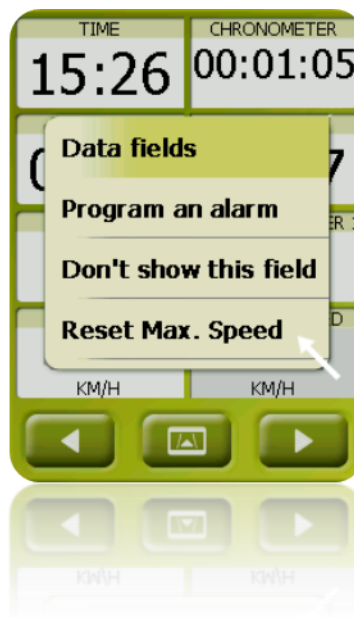 TIME CHRONOMETER
15:26 00:01:05
Data fields
Program an alarm
Don't show this field
Reset Max. Speed
KM/H KM/H